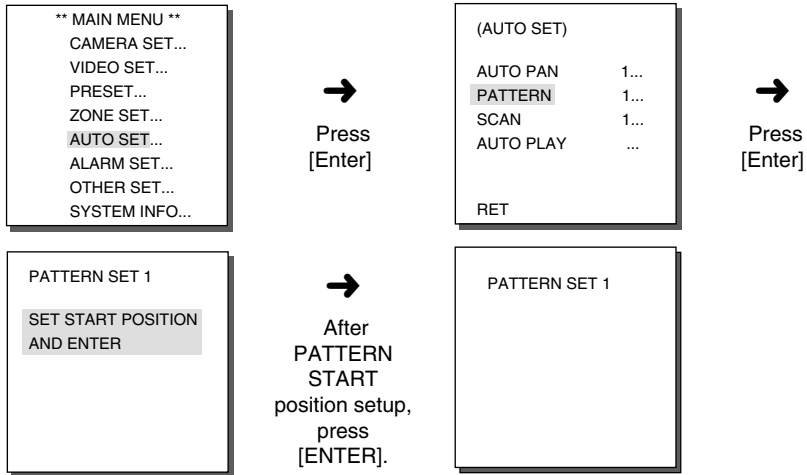 ** MAIN MENU **
CAMERA SET...
VIDEO SET...
PRESET...
ZONE SET...
AUTO SET...
ALARM SET...
OTHER SET...
SYSTEM INFO...
➔
Press
[Enter]
(AUTO SET)
AUTO PAN 1...
PATTERN 1...
SCAN 1...
AUTO PLAY ...
RET
➔
Press
[Enter]
PATTERN SET 1
SET START POSITION
AND ENTER
➔
After
PATTERN
START
position setup,
press
[ENTER].
PATTERN SET 1